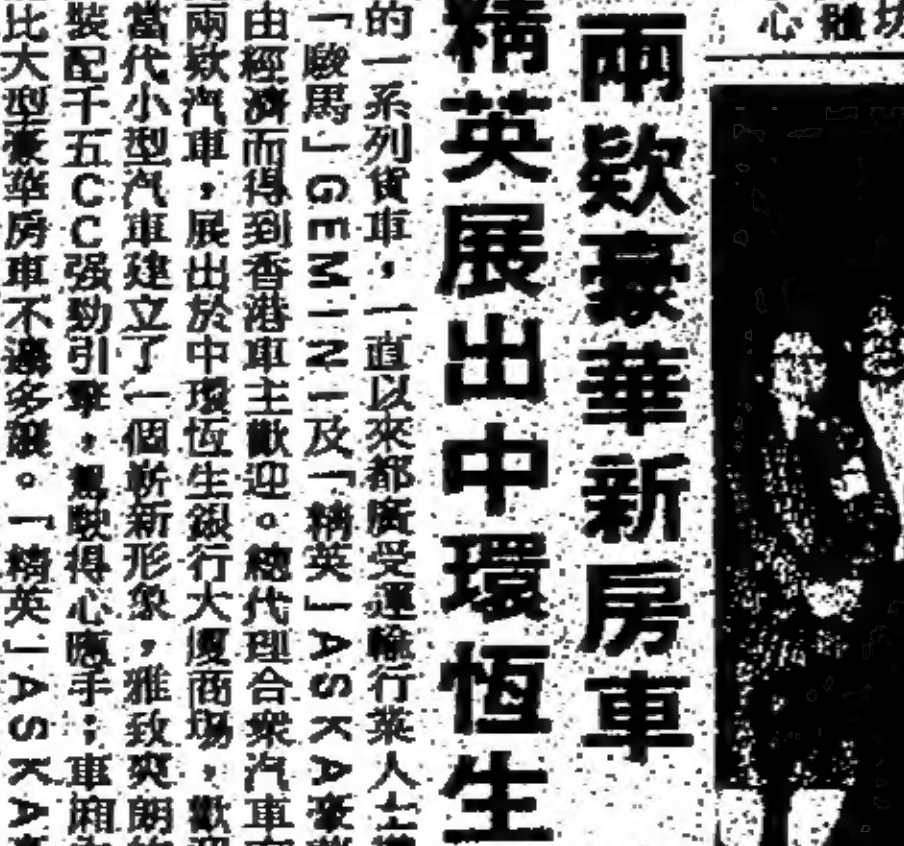 心體坊
兩欵豪華新房車
精英展出中環恆生
的一系列貨車，一直以來都廣受運輸行業人士
「駿馬」GEMINI及「精英」ASKA豪華
由經濟而得到香港車主歡迎。總代理合衆汽車
兩欵汽車，展出於中環恆生銀行大厦商場，歡迎
當代小型汽車建立了一個嶄新形象，雅致爽朗的
裝配千五CC强勁引擎，駕駛得心應手；車廂
比大型豪華房車不遑多讓。「精英」ASKA